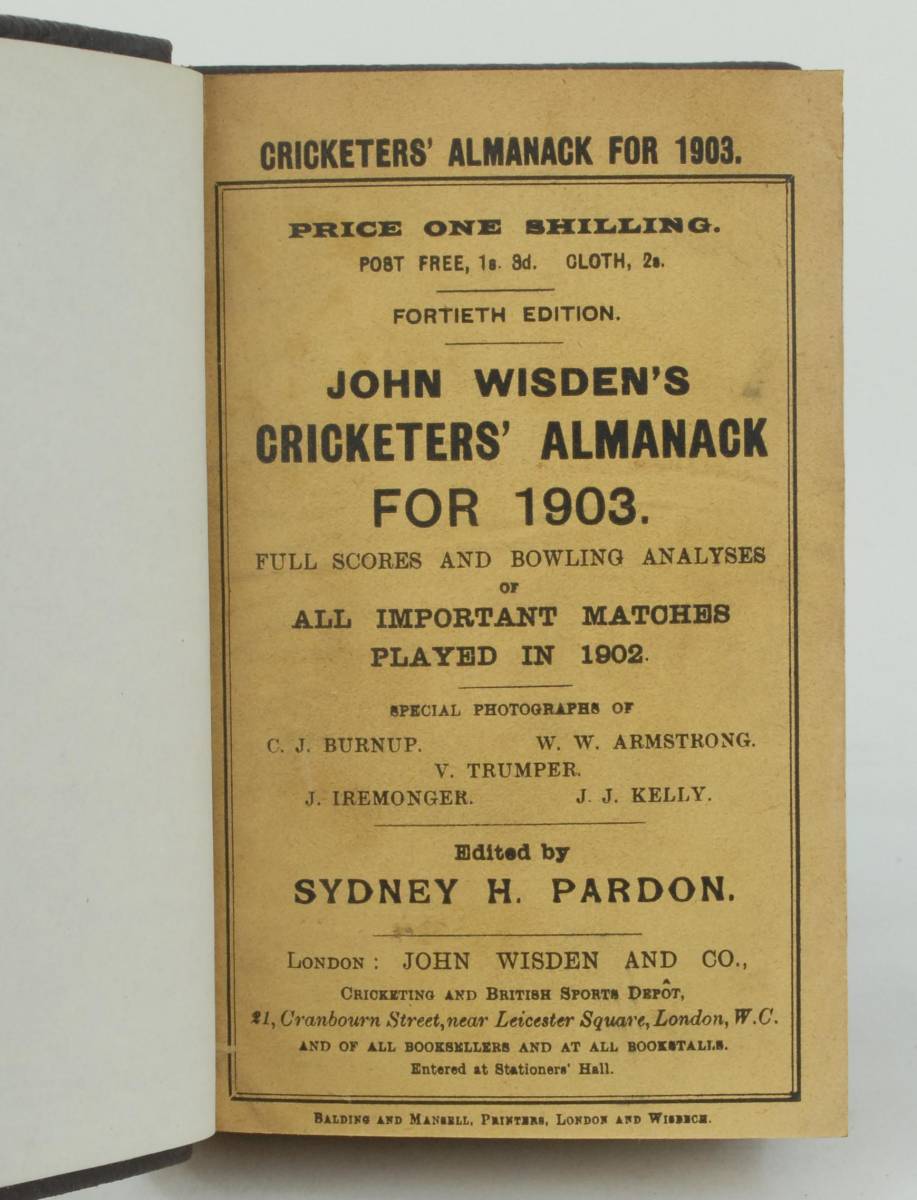 CRICKETERS' ALMANACK FOR 1903.
PRICE ONE SHILLING.
POST FREE, 1s. 3d. CLOTH, 2s.
FORTIETH EDITION.
JOHN WISDEN'S
CRICKETERS' ALMANACK
FOR 1903.
FULL SCORES AND BOWLING ANALYSES
OF
ALL IMPORTANT MATCHES
PLAYED IN 1902.
SPECIAL PHOTOGRAPHS OF
C. J. BURNUP. W. W. ARMSTRONG.
V. TRUMPER.
J. IREMONGER. J. J. KELLY.
Edited by
SYDNEY H. PARDON.
LONDON: JOHN WISDEN AND CO.,
CRICKETING AND BRITISH SPORTS DEPÔT,
21, Cranbourn Street, near Leicester Square, London, W.C.
AND OF ALL BOOKSELLERS AND AT ALL BOOKSTALLS.
Entered at Stationers' Hall.
BALDING AND MANSELL, PRINTERS, LONDON AND WISBECH.